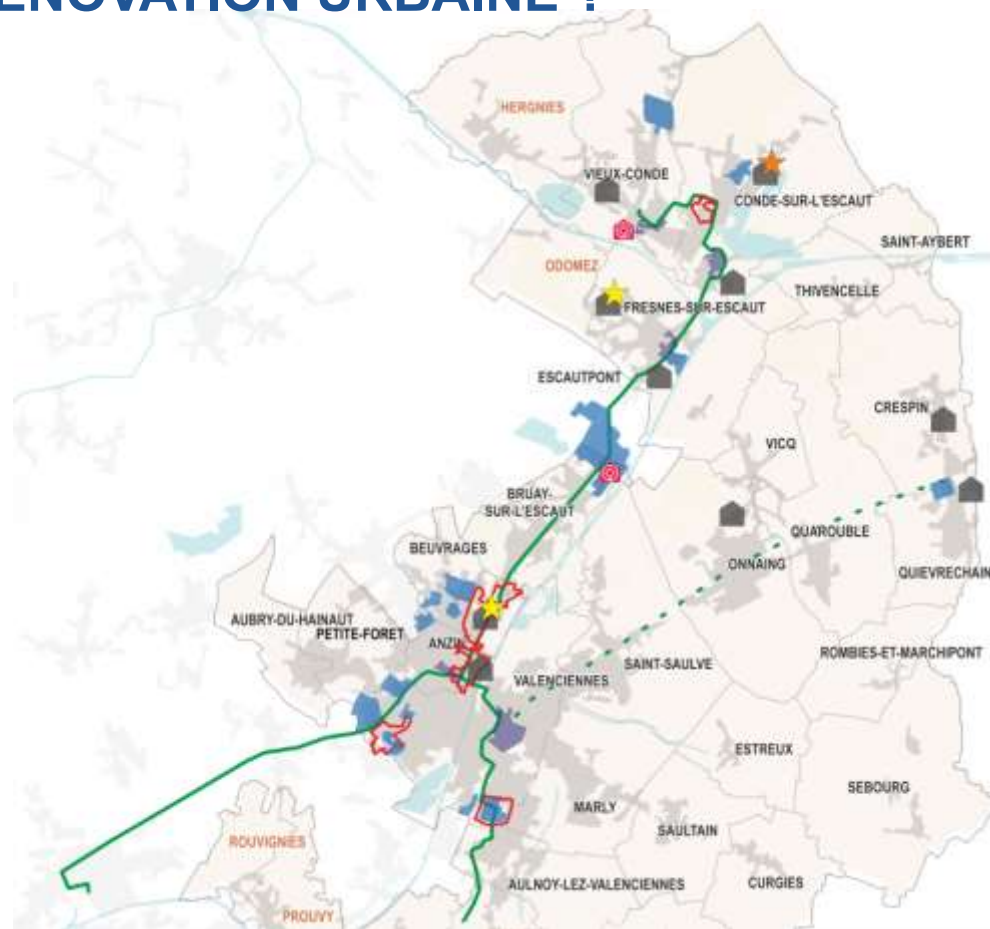 ENOVATION URBAINE ?
HERGNIES
VIEUX-CONDE
CONDE-SUR-L'ESCAUT
SAINT-AYBERT
ODOMEZ
THIVENCELLE
FRESNES-SUR-ESCAUT
ESCAUTPONT
CRESPIN
VICQ
BRUAY-
SUR-L'ESCAUT
QUAROUBLE
BEUVRAGES
ONNAING
QUIEVRECHAIN
AUBRY-DU-HAINAUT
PETITE-FORET
ANZIN
ROMBIES-ET-MARCHIPONT
SAINT-SAULVE
VALENCIENNES
ESTREUX
SEBOURG
MARLY
SAULTAIN
ROUVIGNIES
AULNOY-LEZ-VALENCIENNES
CURGIES
PROUVY